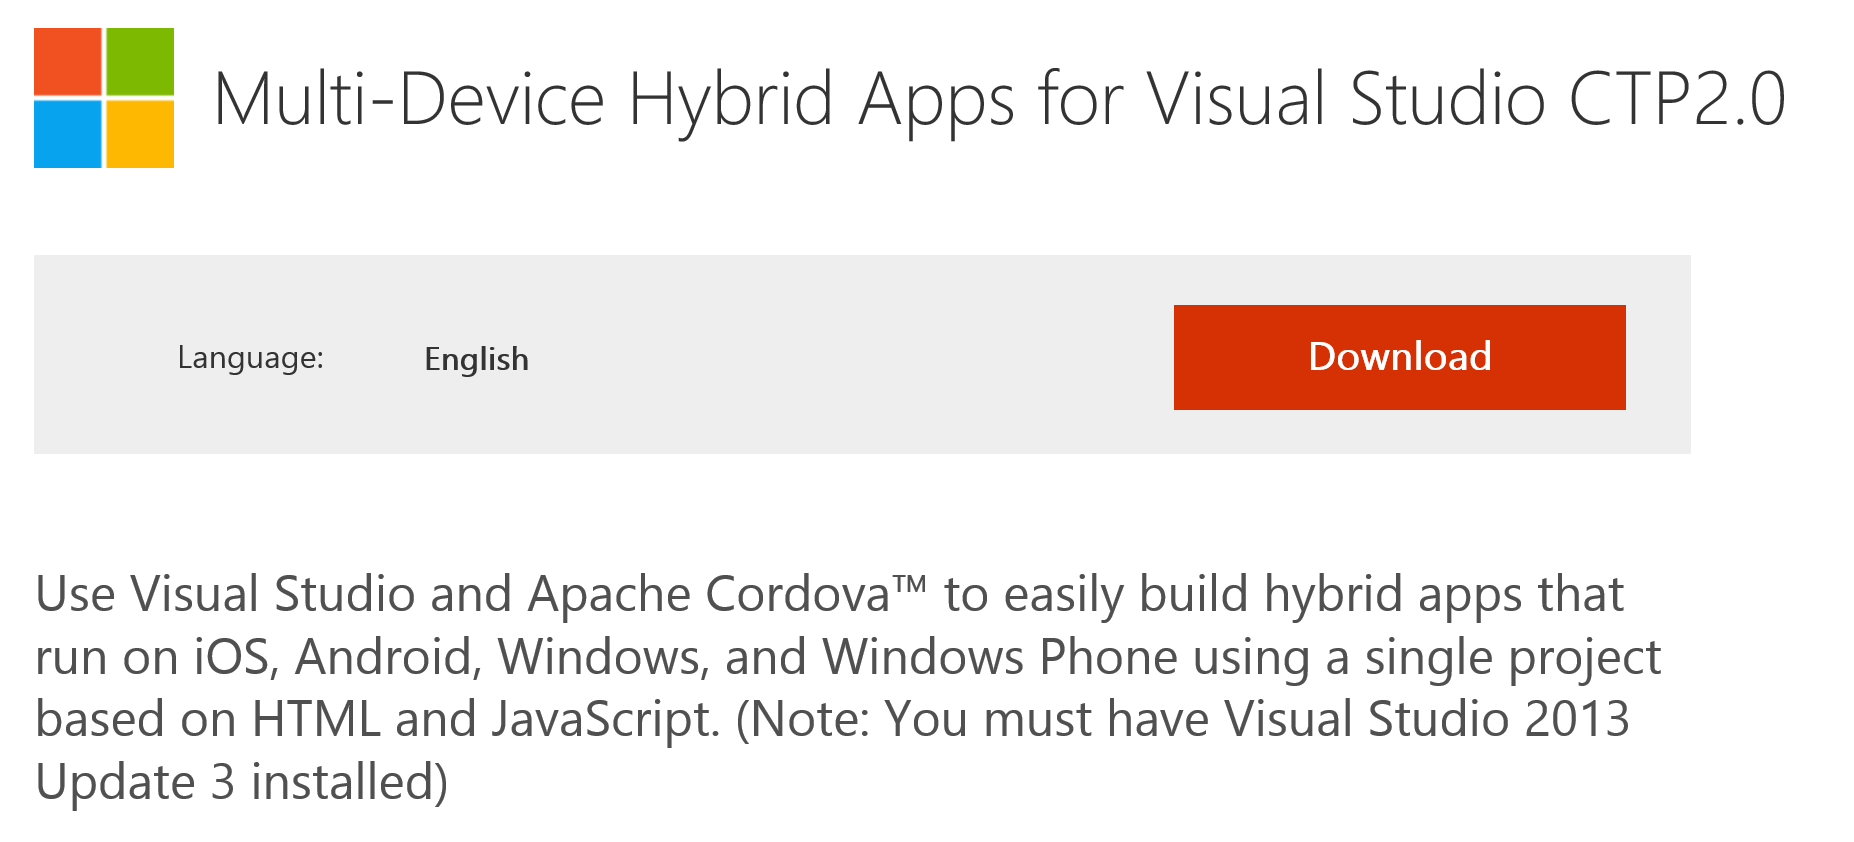 Multi-Device Hybrid Apps for Visual Studio CTP2.0
Language: English Download
Use Visual Studio and Apache Cordova™ to easily build hybrid apps that
run on iOS, Android, Windows, and Windows Phone using a single project
based on HTML and JavaScript. (Note: You must have Visual Studio 2013
Update 3 installed)